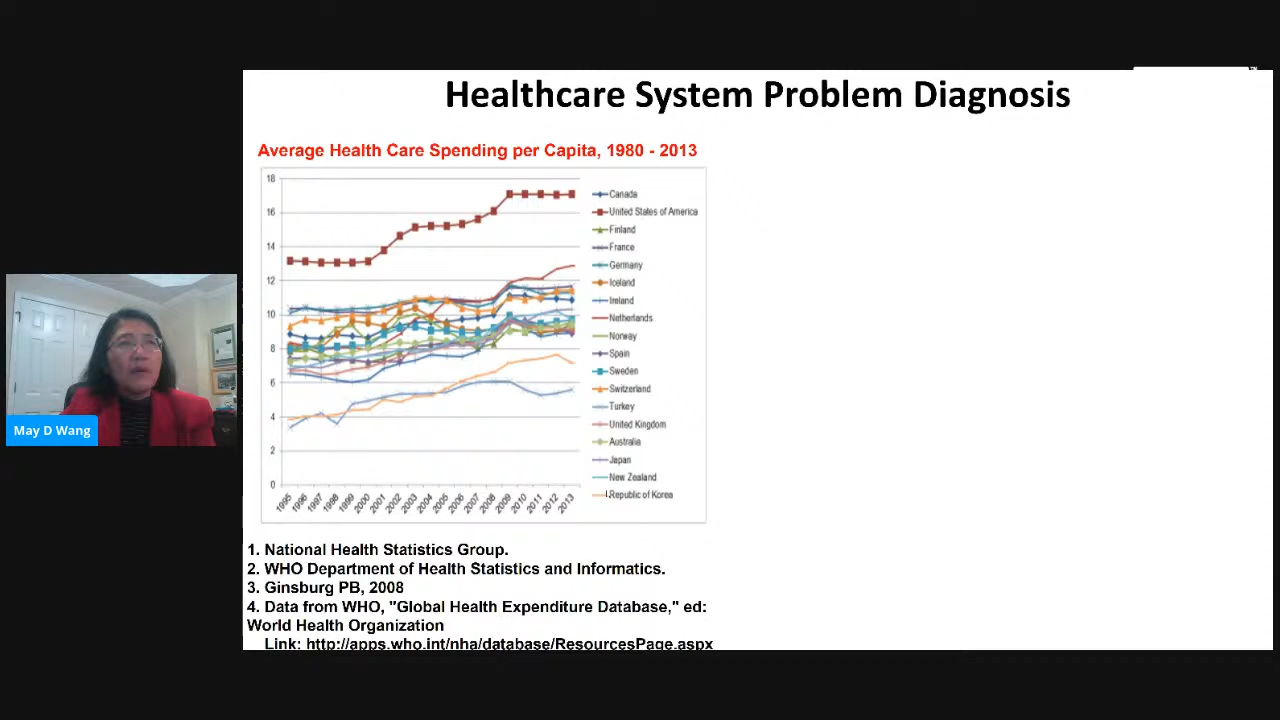 Healthcare System Problem Diagnosis
Average Health Care Spending per Capita, 1980 - 2013
18
16
14
12
10
8
6
4
2
0
1995 1996 1997 1998 1999 2000 2001 2002 2003 2004 2005 2006 2007 2008 2009 2010 2011 2012 2013
Canada
United States of America
Finland
France
Germany
Iceland
Ireland
Netherlands
Norway
Spain
Sweden
Switzerland
Turkey
United Kingdom
Australia
Japan
New Zealand
Republic of Korea
May D Wang
1. National Health Statistics Group.
2. WHO Department of Health Statistics and Informatics.
3. Ginsburg PB, 2008
4. Data from WHO, "Global Health Expenditure Database," ed:
World Health Organization
Link: http://apps.who.int/nha/database/ResourcesPage.aspx